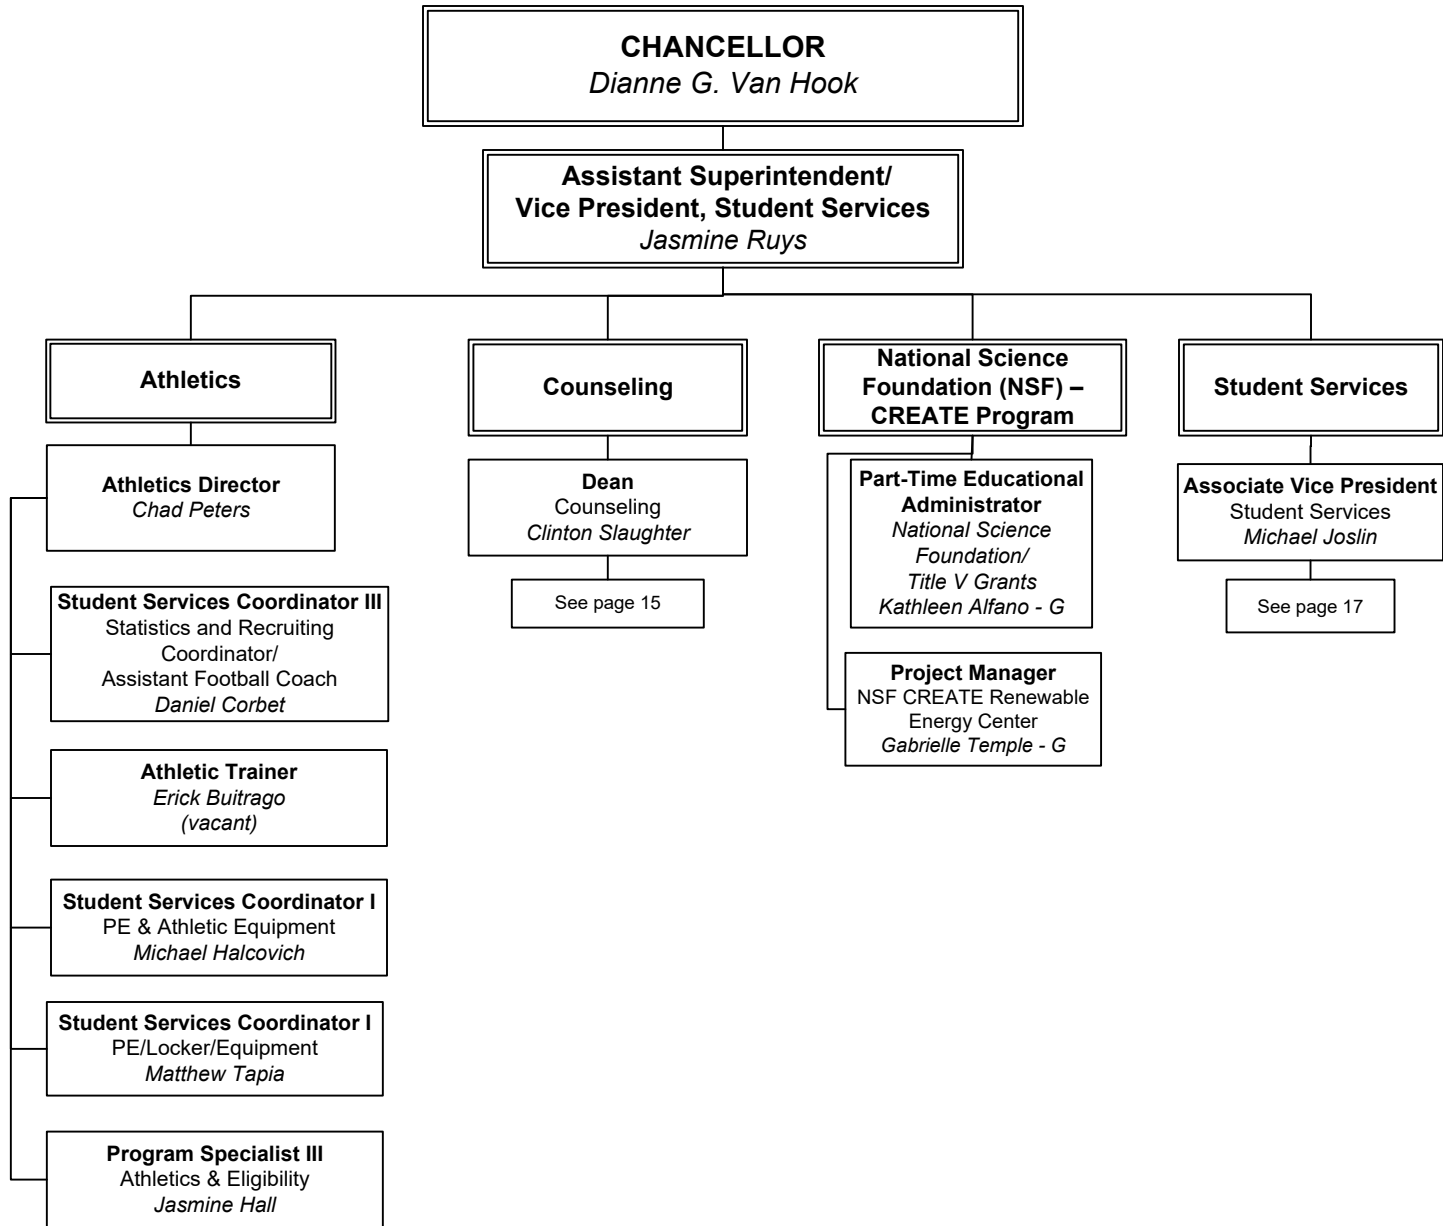 CHANCELLOR
Dianne G. Van Hook
Assistant Superintendent/
Vice President, Student Services
Jasmine Ruys
Athletics
Athletics Director
Chad Peters
Student Services Coordinator III
Statistics and Recruiting
Coordinator/
Assistant Football Coach
Daniel Corbet
Athletic Trainer
Erick Buitrago
(vacant)
Student Services Coordinator I
PE & Athletic Equipment
Michael Halcovich
Student Services Coordinator I
PE/Locker/Equipment
Matthew Tapia
Program Specialist III
Athletics & Eligibility
Jasmine Hall
Counseling
Dean
Counseling
Clinton Slaughter
See page 15
National Science
Foundation (NSF) –
CREATE Program
Part-Time Educational
Administrator
National Science
Foundation/
Title V Grants
Kathleen Alfano - G
Project Manager
NSF CREATE Renewable
Energy Center
Gabrielle Temple - G
Student Services
Associate Vice President
Student Services
Michael Joslin
See page 17